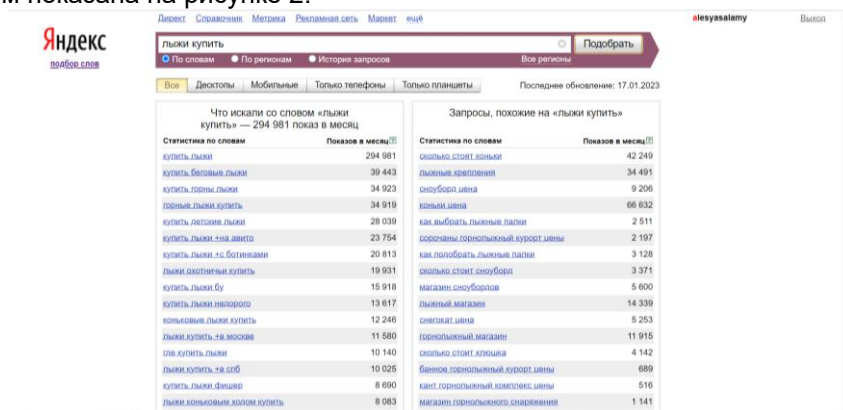 м показана на рисунке 2.
Директ Справочник Метрика Рекламная сеть Маркет ещё alesyasalamy Выход
Яндекс
подбор слов
лыжи купить Подобрать
По словам По регионам История запросов Все регионы
Все Десктопы Мобильные Только телефоны Только планшеты Последнее обновление: 17.01.2023
Что искали со словом «лыжи купить» — 294 981 показ в месяц
Статистика по словам Показов в месяц
купить лыжи 294 981
купить беговые лыжи 39 443
купить горны лыжи 34 923
горные лыжи купить 34 919
купить детские лыжи 28 039
купить лыжи +на авито 23 754
купить лыжи +с ботинками 20 813
лыжи охотничьи купить 19 931
купить лыжи бу 15 918
купить лыжи недорого 13 617
коньковые лыжи купить 12 246
лыжи купить +в москве 11 580
где купить лыжи 10 140
лыжи купить +в спб 10 025
купить лыжи фишер 8 690
лыжи коньковым ходом купить 8 083
Запросы, похожие на «лыжи купить»
Статистика по словам Показов в месяц
сколько стоят коньки 42 249
лыжные крепления 34 491
сноуборд цена 9 206
коньки цена 66 632
как выбрать лыжные палки 2 511
сорочаны горнолыжный курорт цены 2 197
как подобрать лыжные палки 3 128
сколько стоит сноуборд 3 371
магазин сноубордов 5 600
лыжный магазин 14 339
снегокат цена 5 253
горнолыжный магазин 11 915
сколько стоит клюшка 4 142
банное горнолыжный курорт цены 689
кант горнолыжный комплекс цены 516
магазин горнолыжного снаряжения 1 141